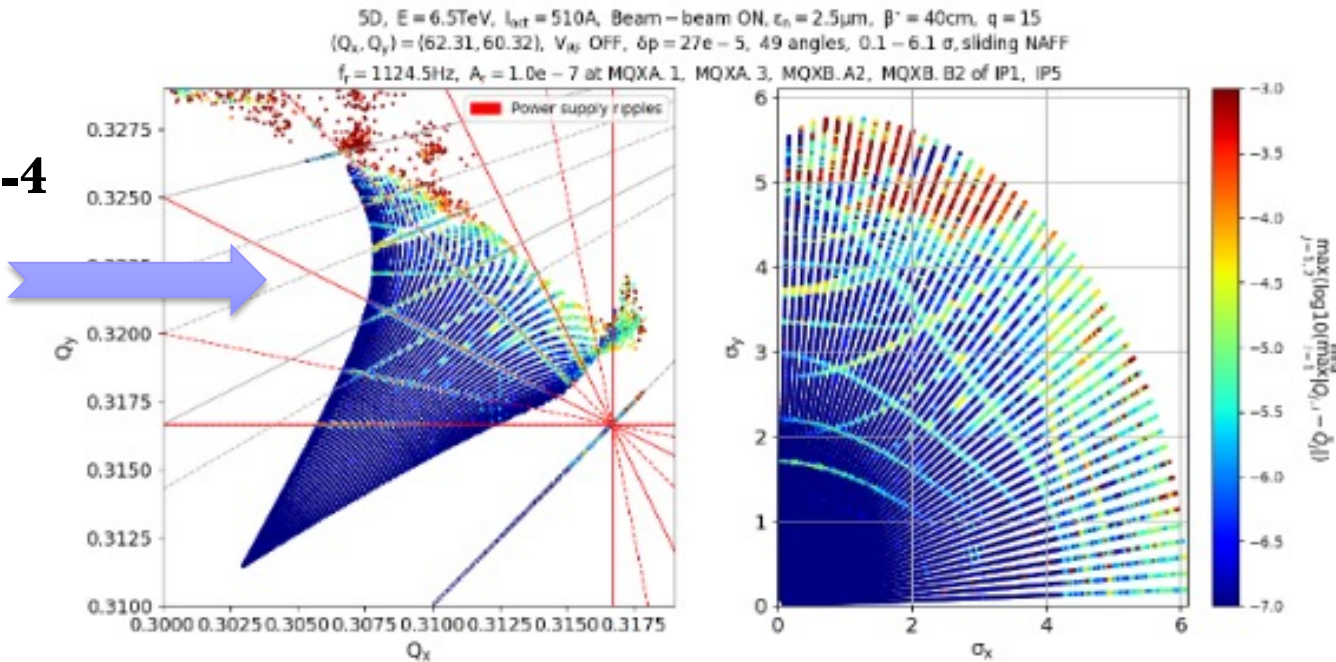 5D, E = 6.5TeV, I_oct = 510A, Beam − beam ON, ε_n = 2.5μm, β* = 40cm, q = 15
(Q_x, Q_y) = (62.31, 60.32), V_RF OFF, δp = 27e − 5, 49 angles, 0.1 − 6.1 σ, sliding NAFF
f_r = 1124.5Hz, A_r = 1.0e − 7 at MQXA.1, MQXA.3, MQXB.A2, MQXB.B2 of IP1, IP5
Power supply ripples
-4
0.3275
0.3250
0.3200
0.3175
0.3150
0.3125
0.3100
Q_y
0.3000 0.3025 0.3050 0.3075 0.3100 0.3125 0.3150 0.3175
Q_x
6
5
4
3
2
1
0
σ_y
0 2 4 6
σ_x
−3.0
−3.5
−4.0
−4.5
−5.0
−5.5
−6.0
−6.5
−7.0